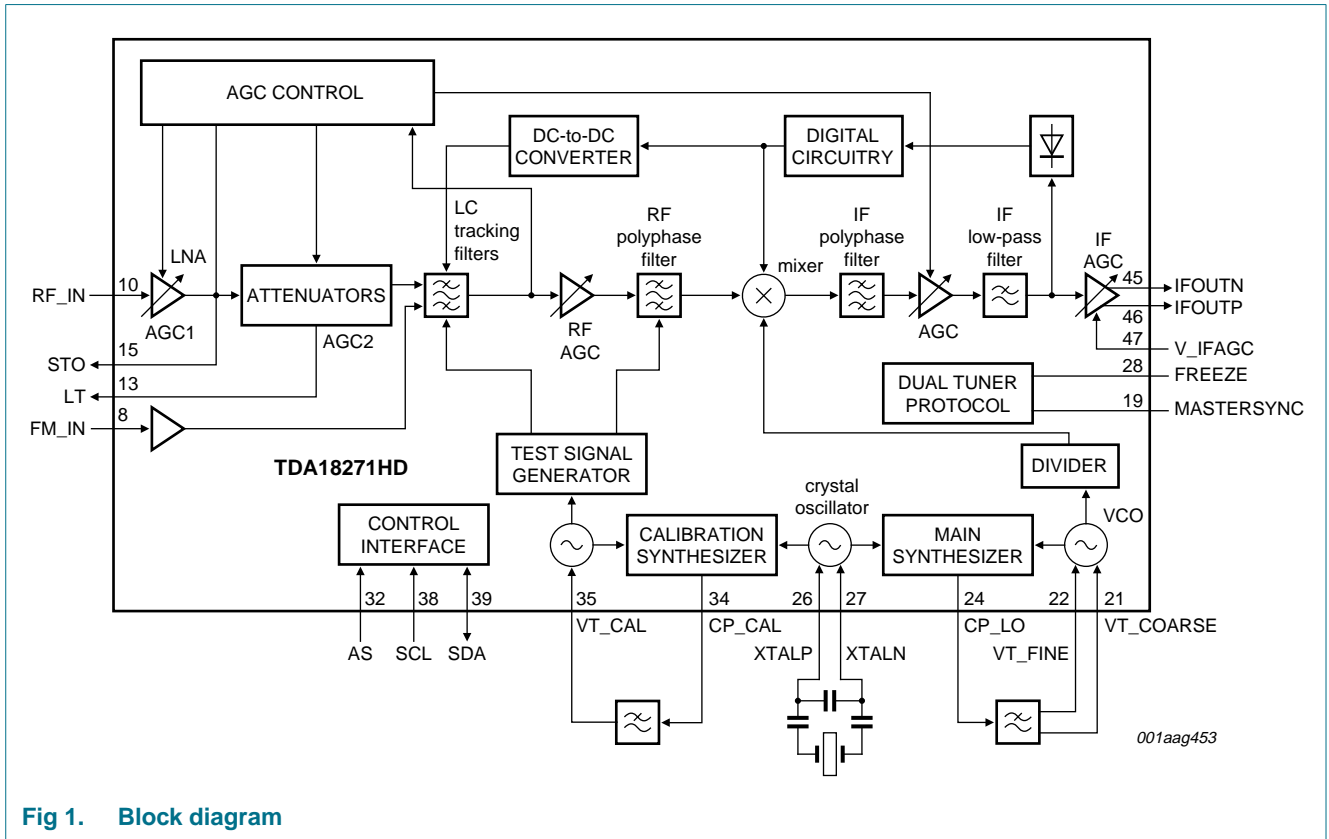 AGC CONTROL
DC-to-DC
CONVERTER
DIGITAL
CIRCUITRY
LC
tracking
filters
RF
polyphase
filter
mixer
IF
polyphase
filter
IF
low-pass
filter
IF
AGC
LNA
RF_IN
10
AGC1
ATTENUATORS
AGC2
RF
AGC
AGC
45
IFOUTN
IFOUTP
46
47
V_IFAGC
STO
15
LT
13
FM_IN
8
DUAL TUNER
PROTOCOL
28
FREEZE
19
MASTERSYNC
TDA18271HD
TEST SIGNAL
GENERATOR
DIVIDER
CONTROL
INTERFACE
CALIBRATION
SYNTHESIZER
crystal
oscillator
MAIN
SYNTHESIZER
VCO
32
38
39
35
34
26
27
24
22
21
AS
SCL
SDA
VT_CAL
CP_CAL
XTALP
XTALN
CP_LO
VT_FINE
VT_COARSE
001aag453
Fig 1. Block diagram